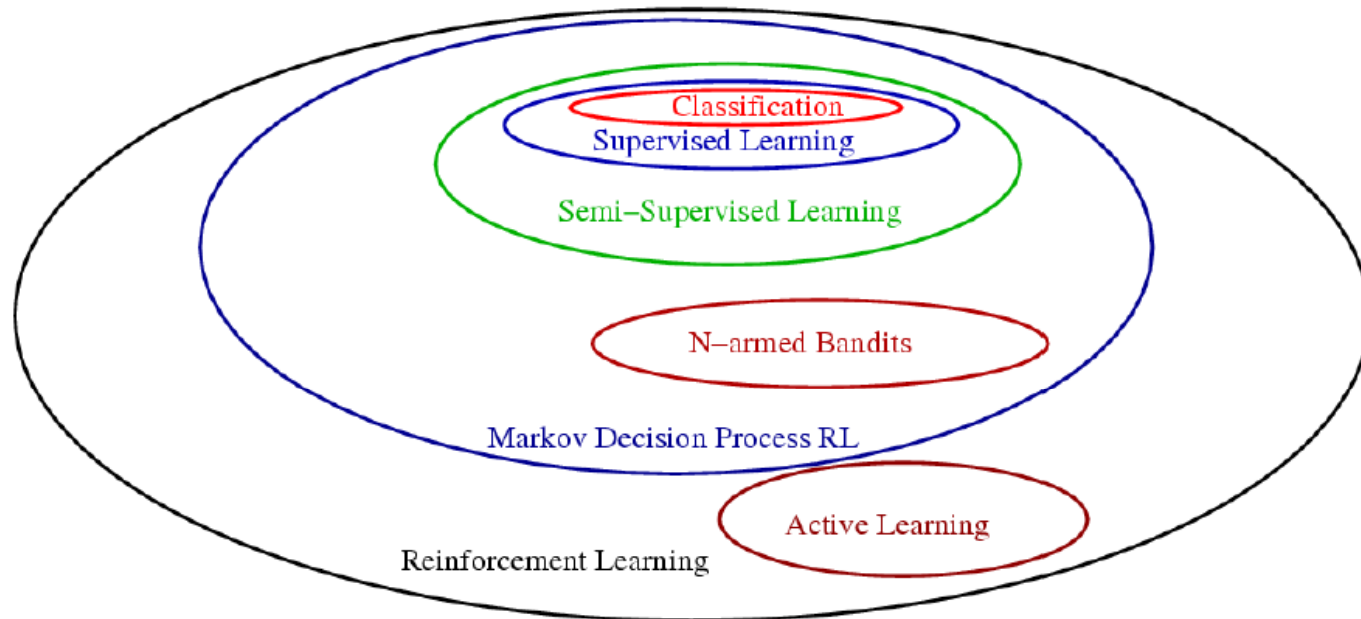 Classification
Supervised Learning
Semi−Supervised Learning
N−armed Bandits
Markov Decision Process RL
Active Learning
Reinforcement Learning